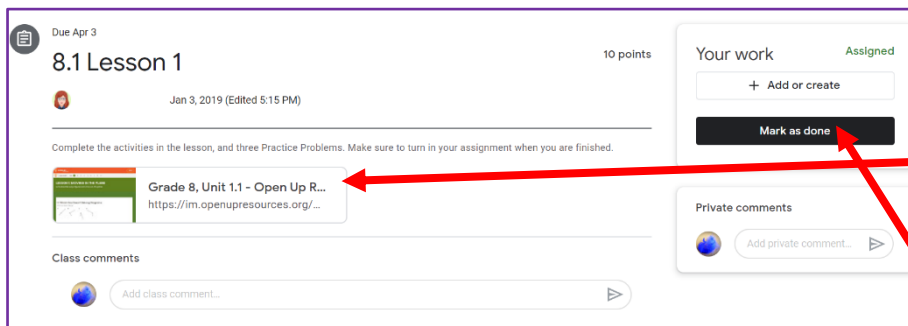 Due Apr 3
8.1 Lesson 1
10 points
Jan 3, 2019 (Edited 5:15 PM)
Complete the activities in the lesson, and three Practice Problems. Make sure to turn in your assignment when you are finished.
Grade 8, Unit 1.1 - Open Up R...
https://im.openupresources.org/...
Class comments
Add class comment...
Your work
Assigned
+ Add or create
Mark as done
Private comments
Add private comment...